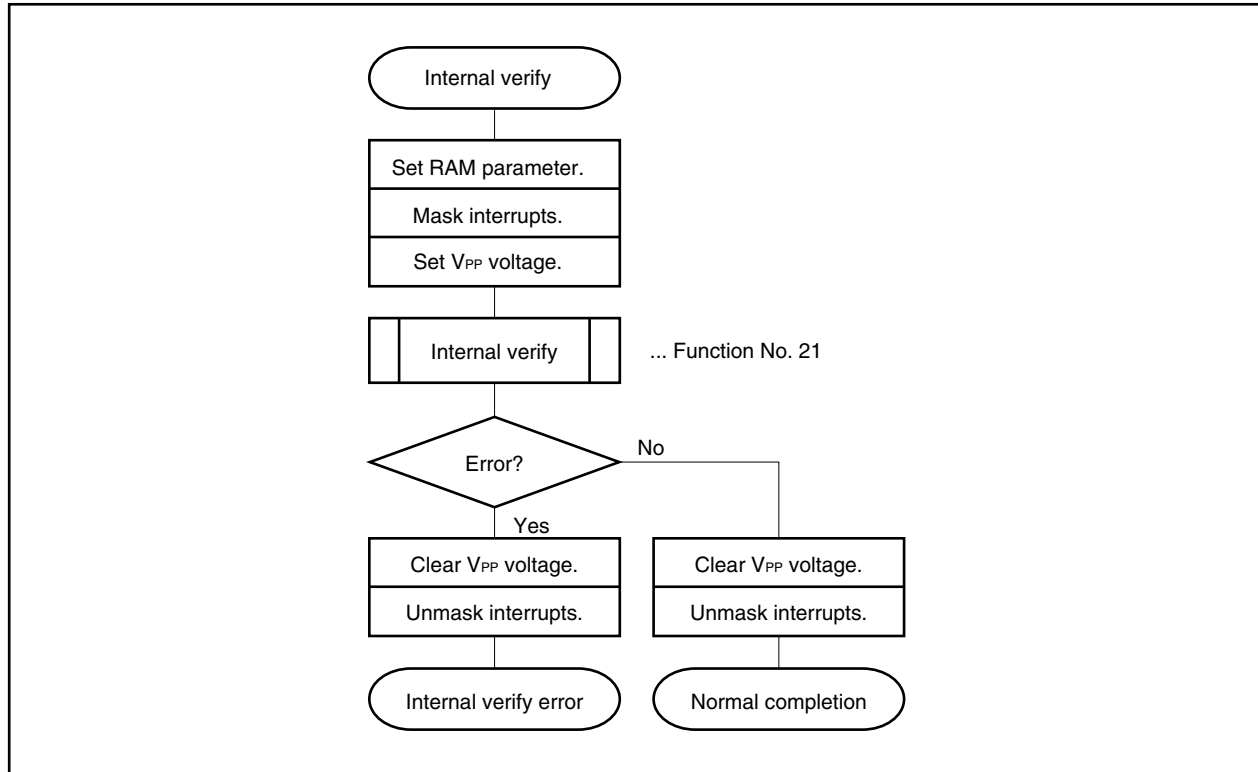 Internal verify
Set RAM parameter.
Mask interrupts.
Set VPP voltage.
Internal verify
... Function No. 21
Error?
No
Yes
Clear VPP voltage.
Unmask interrupts.
Internal verify error
Clear VPP voltage.
Unmask interrupts.
Normal completion